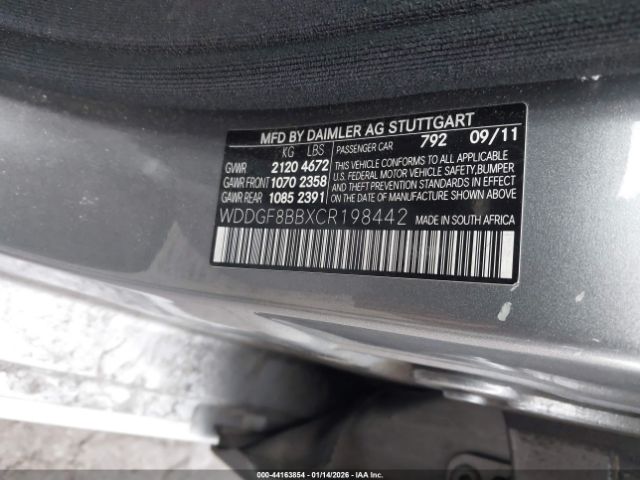 MFD BY DAIMLER AG STUTTGART
KG LBS PASSENGER CAR 792 09/11
GVWR 2120 4672 THIS VEHICLE CONFORMS TO ALL APPLICABLE
GAWR FRONT 1070 2358 U.S. FEDERAL MOTOR VEHICLE SAFETY, BUMPER,
GAWR REAR 1085 2391 AND THEFT PREVENTION STANDARDS IN EFFECT
ON THE DATE OF MANUFACTURE SHOWN ABOVE
WDDGF8BBXCR198442 MADE IN SOUTH AFRICA
000-44163854 | 01/14/2026 - IAA Inc.